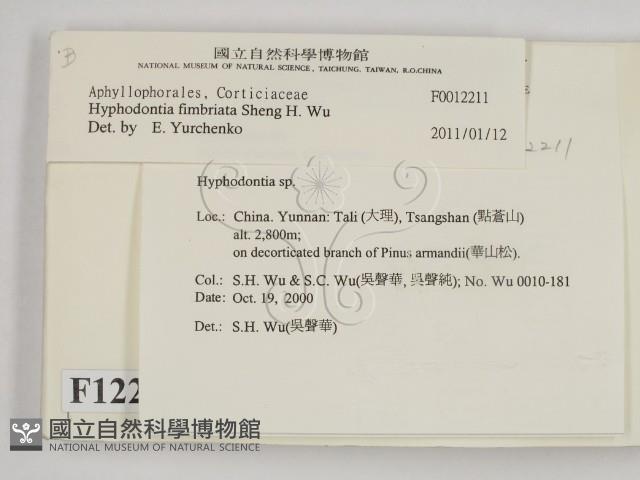 B
國立自然科學博物館
NATIONAL MUSEUM OF NATURAL SCIENCE, TAICHUNG, TAIWAN, R.O.CHINA
Aphyllophorales, Corticiaceae F0012211
Hyphodontia fimbriata Sheng H. Wu
Det. by E. Yurchenko 2011/01/12
2211
Hyphodontia sp.
Loc.: China. Yunnan: Tali (大理), Tsangshan (點蒼山)
alt. 2,800m;
on decorticated branch of Pinus armandii(華山松).
Col.: S.H. Wu & S.C. Wu(吳聲華, 吳聲純); No. Wu 0010-181
Date: Oct. 19, 2000
Det.: S.H. Wu(吳聲華)
F122
國立自然科學博物館
NATIONAL MUSEUM OF NATURAL SCIENCE